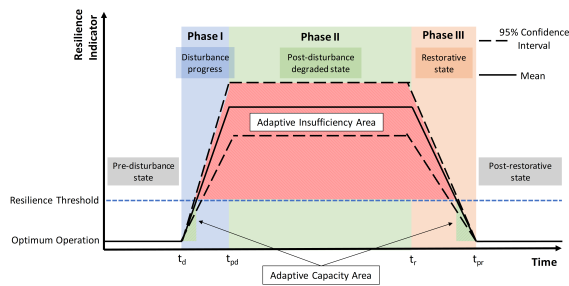 Resilience
Indicator
Phase I
Phase II
Phase III
95% Confidence
Interval
Mean
Disturbance
progress
Post-disturbance
degraded state
Restorative
state
Adaptive Insufficiency Area
Pre-disturbance
state
Post-restorative
state
Resilience Threshold
Optimum Operation
td
tpd
tr
tpr
Time
Adaptive Capacity Area